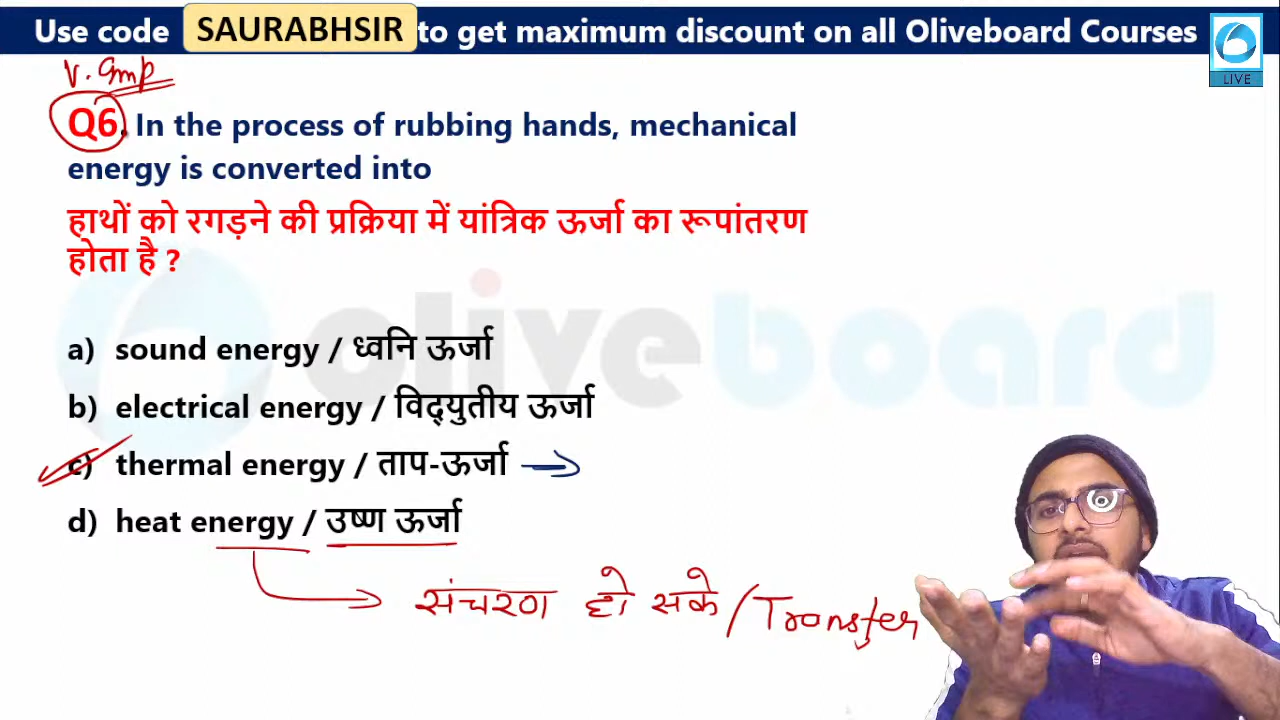 Use code SAURABHSIR to get maximum discount on all Oliveboard Courses
LIVE
V. Imp
Q6. In the process of rubbing hands, mechanical
energy is converted into
हाथों को रगड़ने की प्रक्रिया में यांत्रिक ऊर्जा का रूपांतरण
होता है ?
oliveboard
a) sound energy / ध्वनि ऊर्जा
b) electrical energy / विद्युतीय ऊर्जा
c) thermal energy / ताप-ऊर्जा
d) heat energy / उष्ण ऊर्जा
संचरण हो सके / Transfer